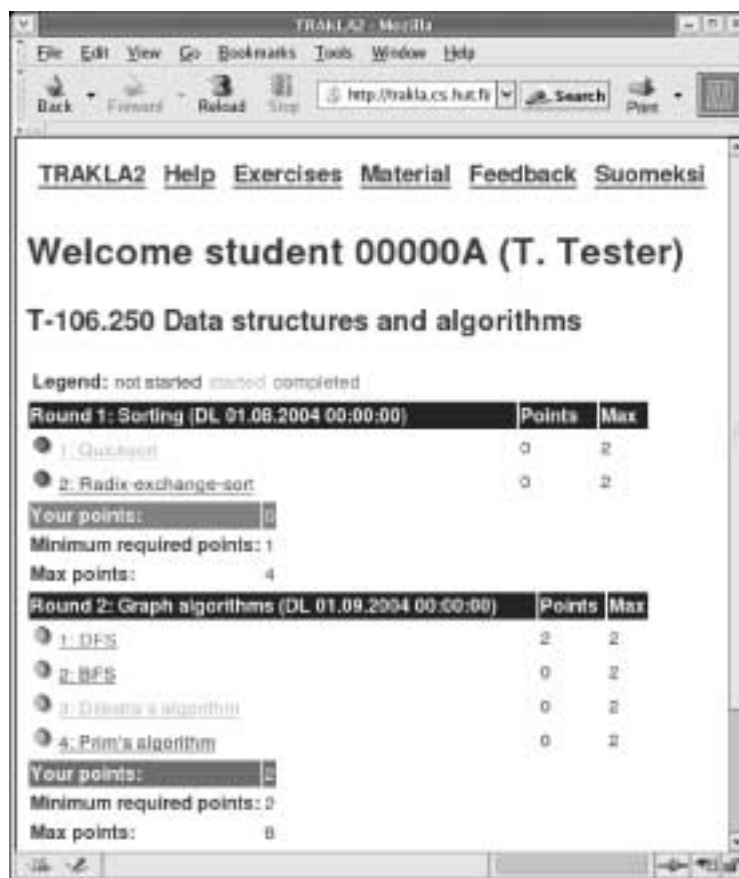 TRAKLA2 - Mozilla
File Edit View Go Bookmarks Tools Window Help
http://trakla.cs.hut.fi Search
Back Forward Reload Stop Print
TRAKLA2 Help Exercises Material Feedback Suomeksi
Welcome student 00000A (T. Tester)
T-106.250 Data structures and algorithms
Legend: not started started completed
Round 1: Sorting (DL 01.08.2004 00:00:00) Points Max
1: Quicksort 0 2
2: Radix-exchange-sort 0 2
Your points: 0
Minimum required points: 1
Max points: 4
Round 2: Graph algorithms (DL 01.09.2004 00:00:00) Points Max
1: DFS 2 2
2: BFS 0 2
3: Dijkstra's algorithm 0 2
4: Prim's algorithm 0 2
Your points: 2
Minimum required points: 2
Max points: 8